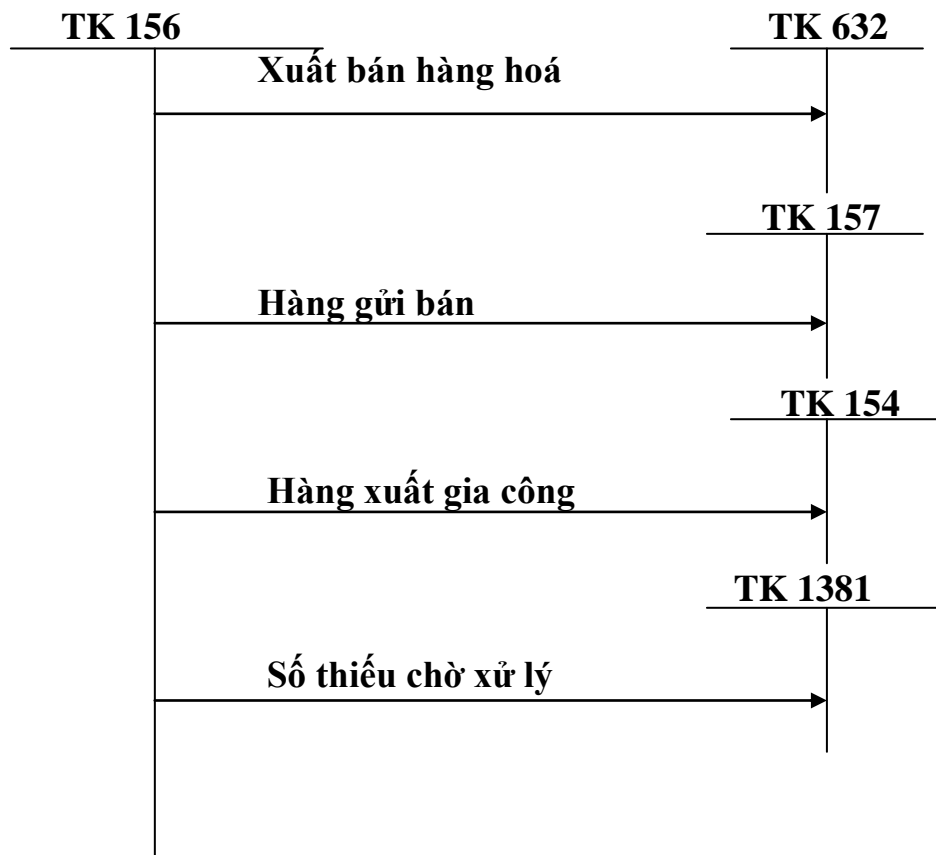 TK 156
TK 632
Xuất bán hàng hoá
TK 157
Hàng gửi bán
TK 154
Hàng xuất gia công
TK 1381
Số thiếu chờ xử lý